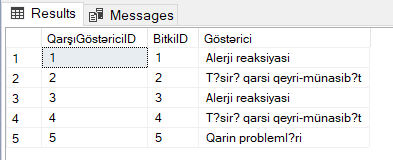 Results Messages
QarşıGöstəriciID BitkiID Göstərici
1 1 1 Alerji reaksiyasi
2 2 2 T?sir? qarsi qeyri-münasib?t
3 3 3 Alerji reaksiyasi
4 4 4 T?sir? qarsi qeyri-münasib?t
5 5 5 Qarin probleml?ri